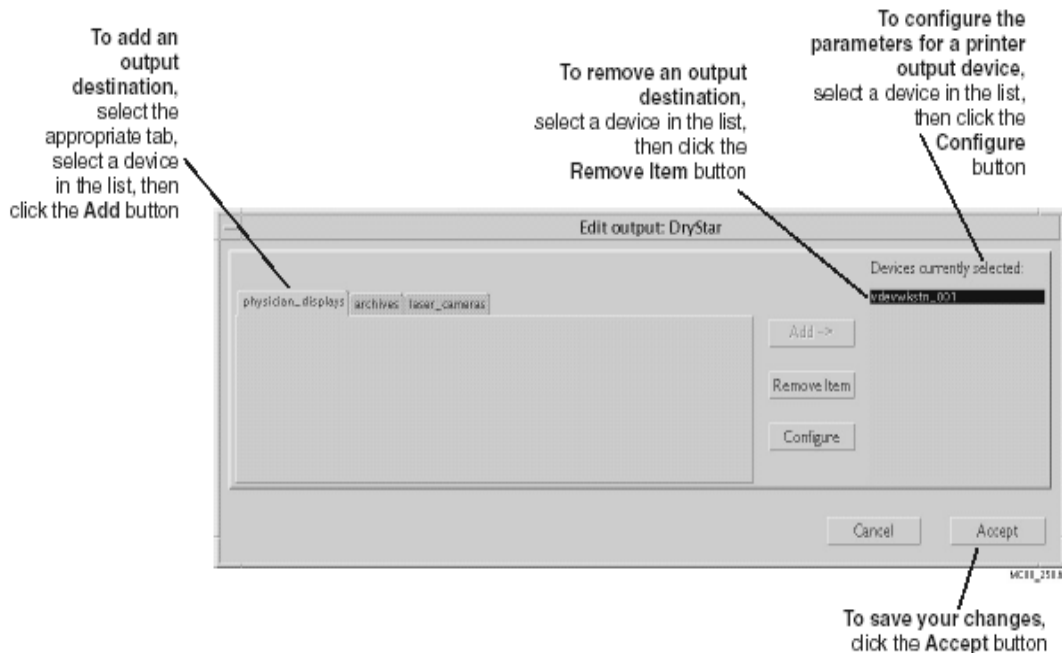 To add an
output
destination,
select the
appropriate tab,
select a device
in the list, then
click the Add button
To remove an output
destination,
select a device in the list,
then click the
Remove Item button
To configure the
parameters for a printer
output device,
select a device in the list,
then click the
Configure
button
Edit output: DryStar
Devices currently selected:
physician_displays archives laser_cameras
vdevwkstn_001
Add -->
Remove Item
Configure
Cancel Accept
To save your changes,
click the Accept button